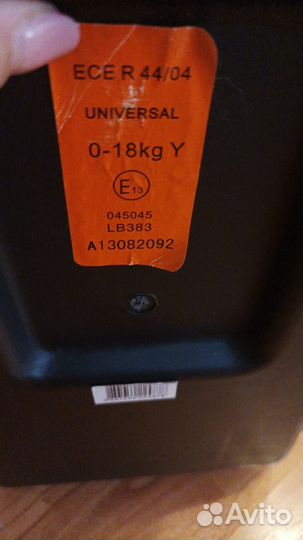 ECE R 44/04
UNIVERSAL
0-18kg Y
E13
045045
LB383
A13082092
Avito